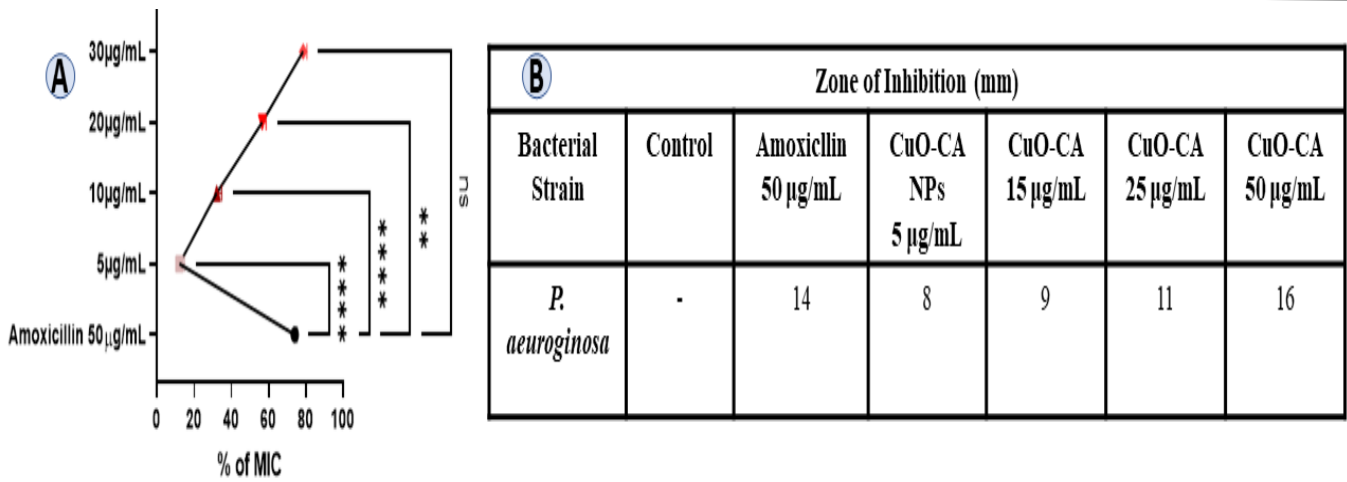 A
30µg/mL
20µg/mL
10µg/mL
5µg/mL
Amoxicillin 50µg/mL
0 20 40 60 80 100
% of MIC
****
****
**
ns
B
Zone of Inhibition (mm)
Bacterial Strain
Control
Amoxicllin 50 µg/mL
CuO-CA NPs 5 µg/mL
CuO-CA 15 µg/mL
CuO-CA 25 µg/mL
CuO-CA 50 µg/mL
P. aeuroginosa
-
14
8
9
11
16